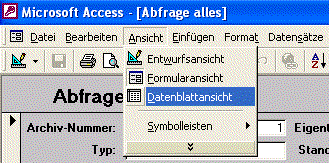 Microsoft Access - [Abfrage alles]
Datei Bearbeiten Ansicht Einfügen Format Datensätze
Entwurfsansicht
Formularansicht
Datenblattansicht
Symbolleisten
Abfrage
Archiv-Nummer: 1 Eigent
Typ: Stand